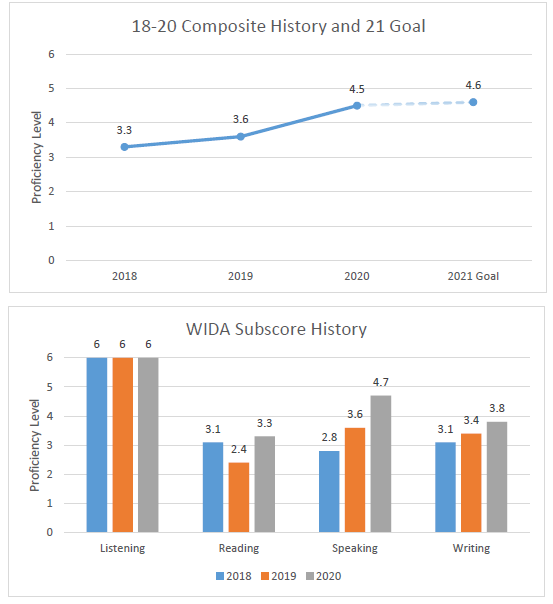 18-20 Composite History and 21 Goal
6
5
4
3
2
1
0
Proficiency Level
3.3
3.6
4.5
4.6
2018
2019
2020
2021 Goal
WIDA Subscore History
6
5
4
3
2
1
0
Proficiency Level
6 6 6
3.1 2.4 3.3
2.8 3.6 4.7
3.1 3.4 3.8
Listening
Reading
Speaking
Writing
2018 2019 2020